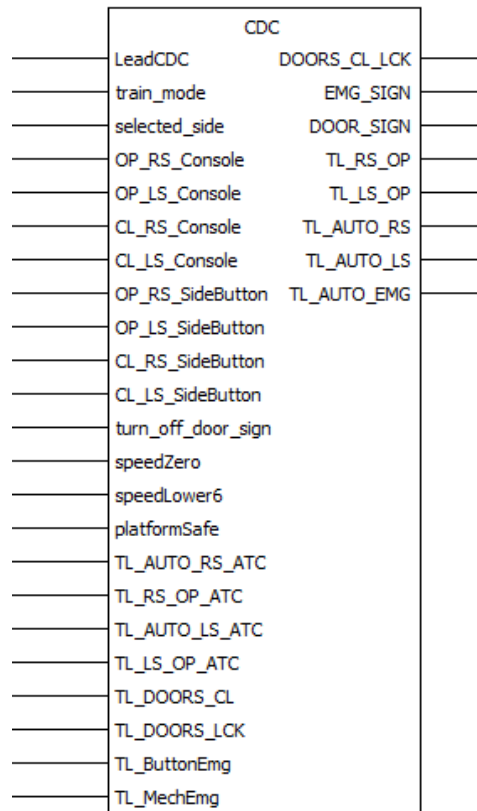 CDC
LeadCDC DOORS_CL_LCK
train_mode EMG_SIGN
selected_side DOOR_SIGN
OP_RS_Console TL_RS_OP
OP_LS_Console TL_LS_OP
CL_RS_Console TL_AUTO_RS
CL_LS_Console TL_AUTO_LS
OP_RS_SideButton TL_AUTO_EMG
OP_LS_SideButton
CL_RS_SideButton
CL_LS_SideButton
turn_off_door_sign
speedZero
speedLower6
platformSafe
TL_AUTO_RS_ATC
TL_RS_OP_ATC
TL_AUTO_LS_ATC
TL_LS_OP_ATC
TL_DOORS_CL
TL_DOORS_LCK
TL_ButtonEmg
TL_MechEmg